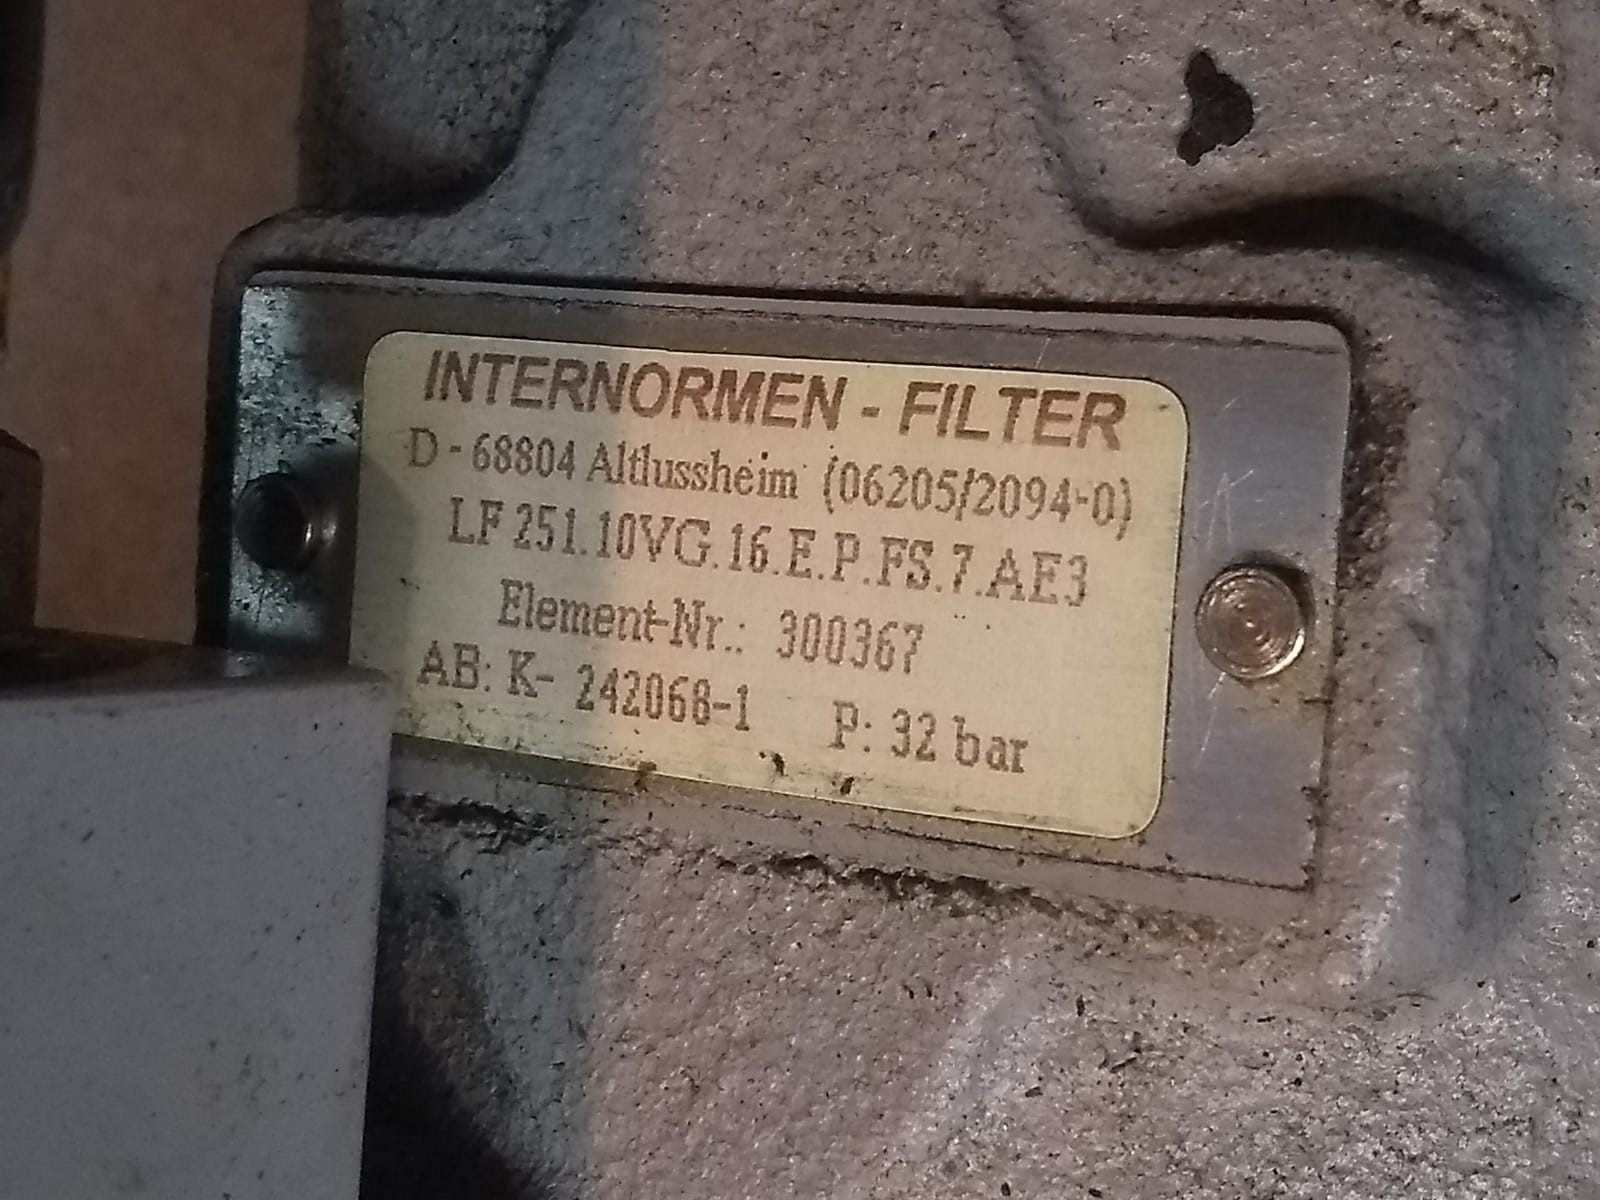 INTERNORMEN - FILTER
D - 68804 Altlussheim (06205/2094-0)
LF 251.10VG.16.E.P.FS.7.AE3
Element-Nr.: 300367
AB: K- 242068-1 P: 32 bar